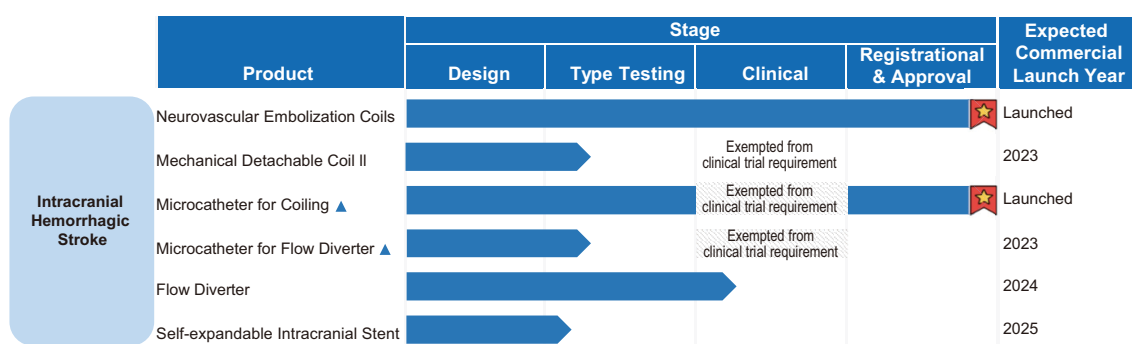 Product
Stage
Expected
Commercial
Launch Year
Design
Type Testing
Clinical
Registrational
& Approval
Intracranial
Hemorrhagic
Stroke
Neurovascular Embolization Coils
Launched
Mechanical Detachable Coil II
Exempted from
clinical trial requirement
2023
Microcatheter for Coiling ▲
Exempted from
clinical trial requirement
Launched
Microcatheter for Flow Diverter ▲
Exempted from
clinical trial requirement
2023
Flow Diverter
2024
Self-expandable Intracranial Stent
2025